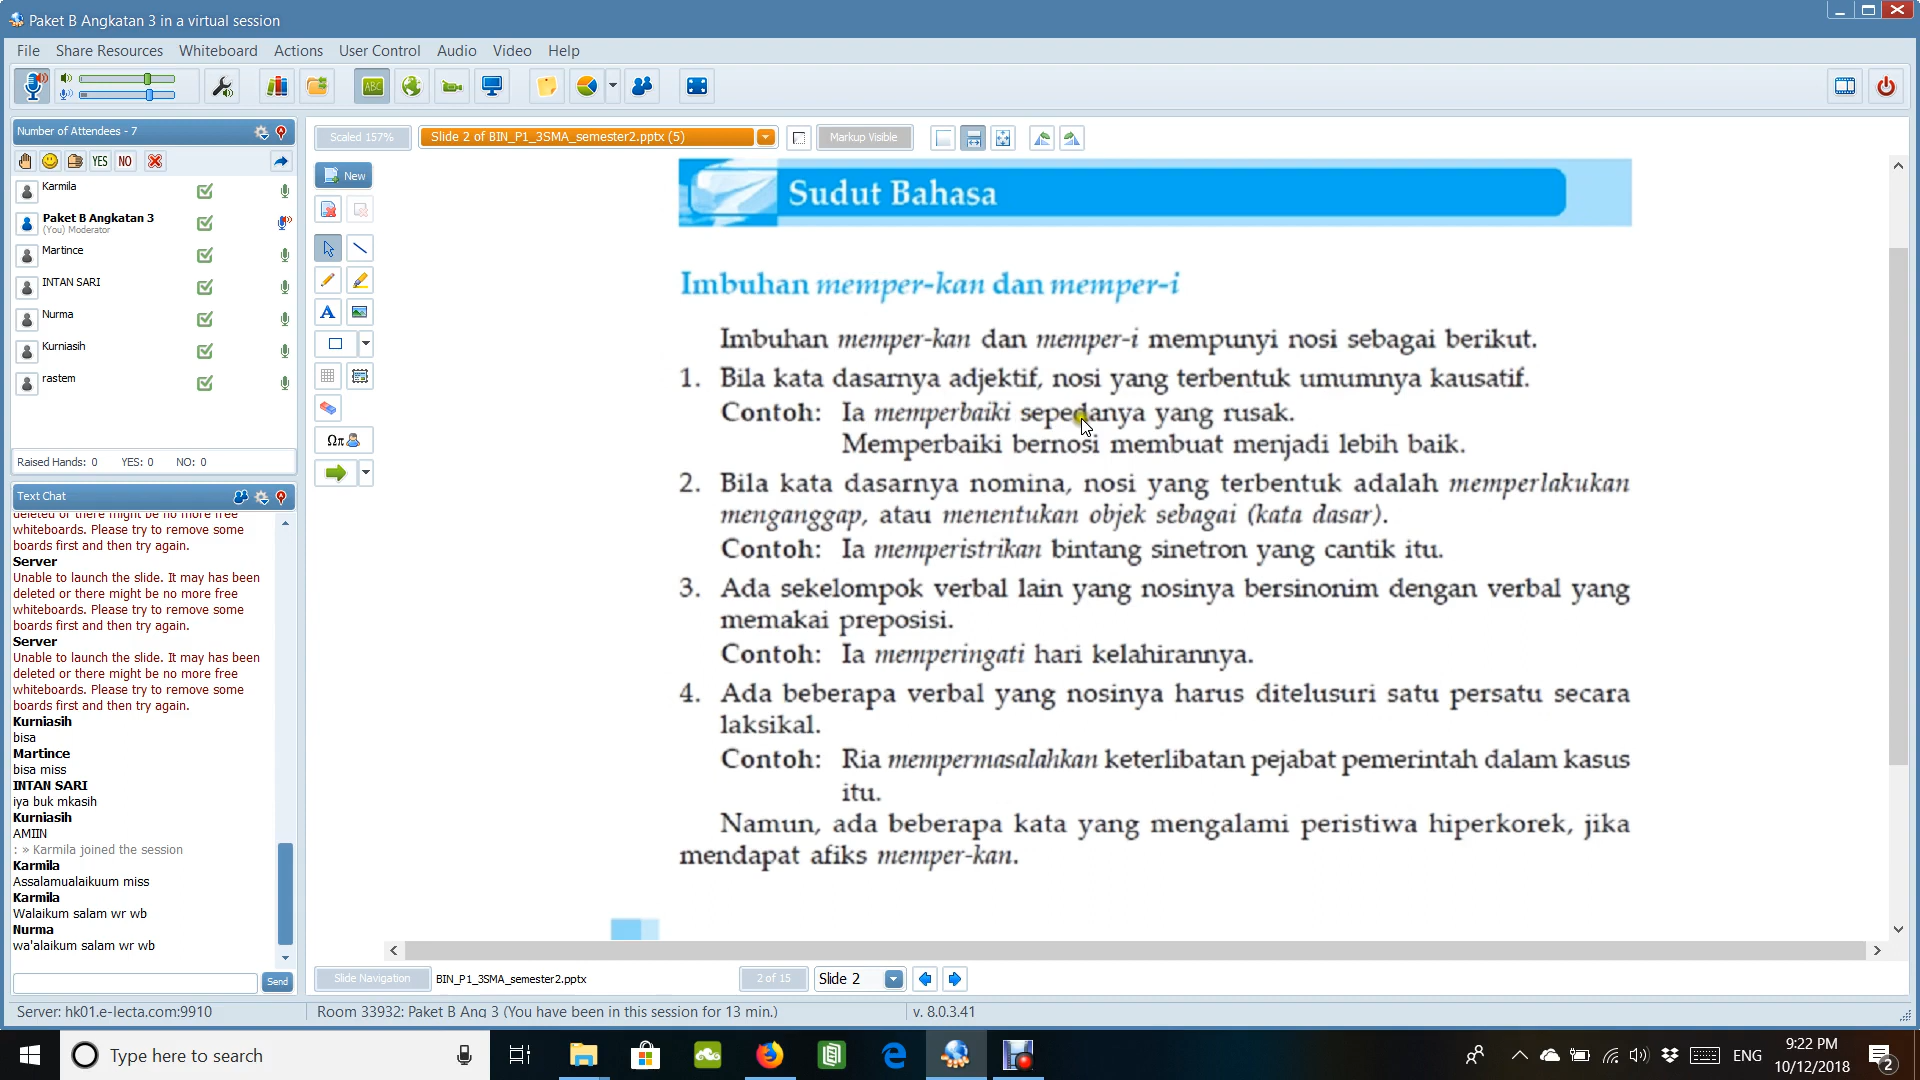 Paket B Angkatan 3 in a virtual session
File Share Resources Whiteboard Actions User Control Audio Video Help
ABC
Number of Attendees - 7
YES NO
Karmila
Paket B Angkatan 3
(You) Moderator
Martince
INTAN SARI
Nurma
Kurniasih
rastem
Raised Hands: 0 YES: 0 NO: 0
Text Chat
deleted or there might be no more free
whiteboards. Please try to remove some
boards first and then try again.
Server
Unable to launch the slide. It may has been
deleted or there might be no more free
whiteboards. Please try to remove some
boards first and then try again.
Server
Unable to launch the slide. It may has been
deleted or there might be no more free
whiteboards. Please try to remove some
boards first and then try again.
Kurniasih
bisa
Martince
bisa miss
INTAN SARI
iya buk mkasih
Kurniasih
AMIIN
: » Karmila joined the session
Karmila
Assalamualaikuum miss
Karmila
Walaikum salam wr wb
Nurma
wa'alaikum salam wr wb
Send
Scaled 157% Slide 2 of BIN_P1_3SMA_semester2.pptx (5) Markup Visible
New
A
Ωπ
Sudut Bahasa
Imbuhan memper-kan dan memper-i
Imbuhan memper-kan dan memper-i mempunyi nosi sebagai berikut.
1. Bila kata dasarnya adjektif, nosi yang terbentuk umumnya kausatif.
Contoh: Ia memperbaiki sepedanya yang rusak.
Memperbaiki bernosi membuat menjadi lebih baik.
2. Bila kata dasarnya nomina, nosi yang terbentuk adalah memperlakukan
menganggap, atau menentukan objek sebagai (kata dasar).
Contoh: Ia memperistrikan bintang sinetron yang cantik itu.
3. Ada sekelompok verbal lain yang nosinya bersinonim dengan verbal yang
memakai preposisi.
Contoh: Ia memperingati hari kelahirannya.
4. Ada beberapa verbal yang nosinya harus ditelusuri satu persatu secara
laksikal.
Contoh: Ria mempermasalahkan keterlibatan pejabat pemerintah dalam kasus
itu.
Namun, ada beberapa kata yang mengalami peristiwa hiperkorek, jika
mendapat afiks memper-kan.
Slide Navigation BIN_P1_3SMA_semester2.pptx 2 of 15 Slide 2
Server: hk01.e-lecta.com:9910 Room 33932: Paket B Ang 3 (You have been in this session for 13 min.) v. 8.0.3.41
Type here to search
ENG
9:22 PM
10/12/2018
2